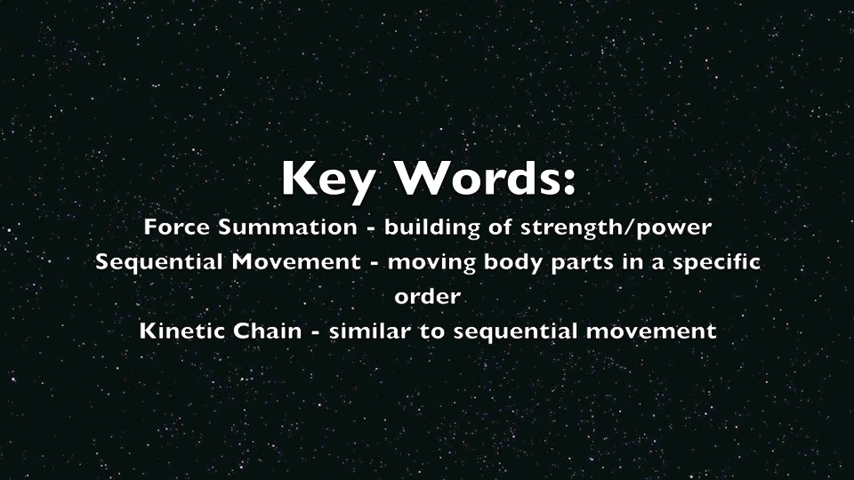 Key Words:
Force Summation - building of strength/power
Sequential Movement - moving body parts in a specific
order
Kinetic Chain - similar to sequential movement